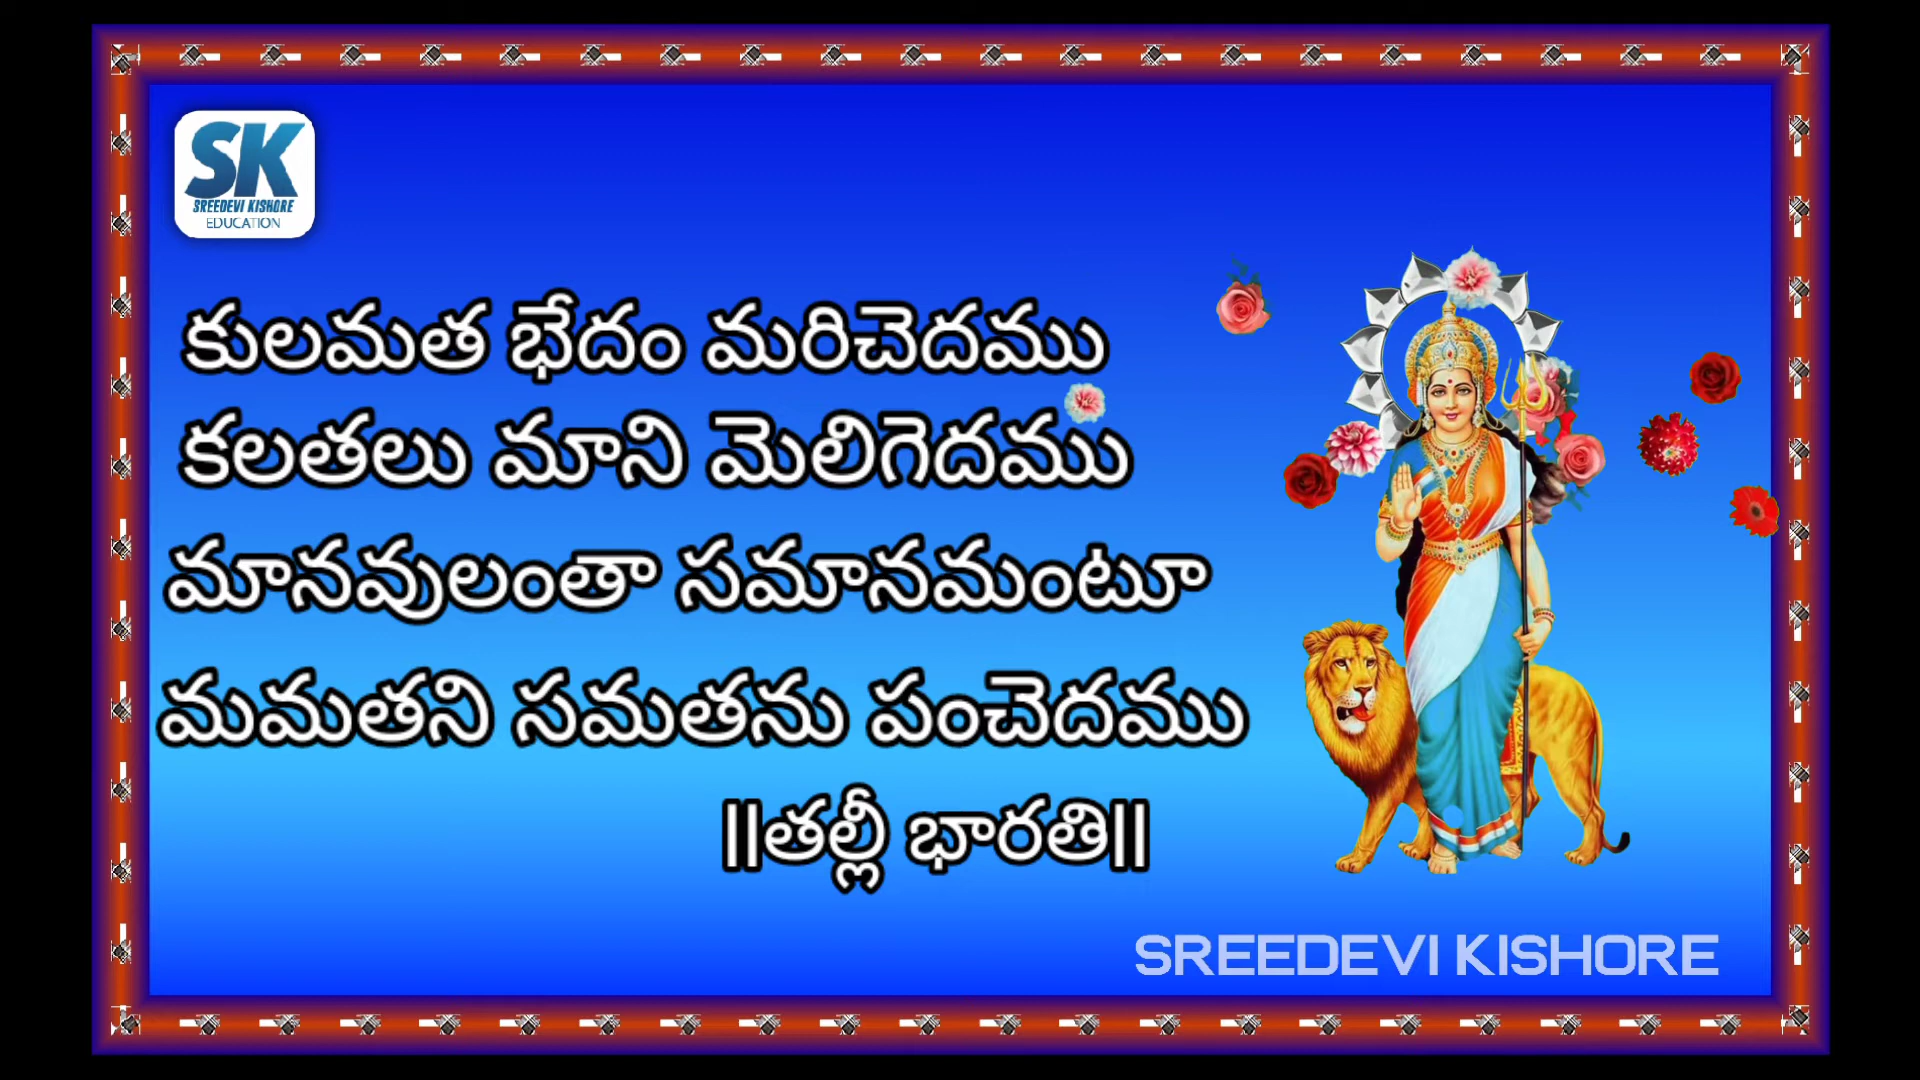 SK
SREEDEVI KISHORE
EDUCATION
కులమత భేదం మరిచెదము
కలతలు మాని మెలిగెదము
మానవులంతా సమానమంటూ
మమతని సమతను పంచెదము
||తల్లీ భారతి||
SREEDEVI KISHORE